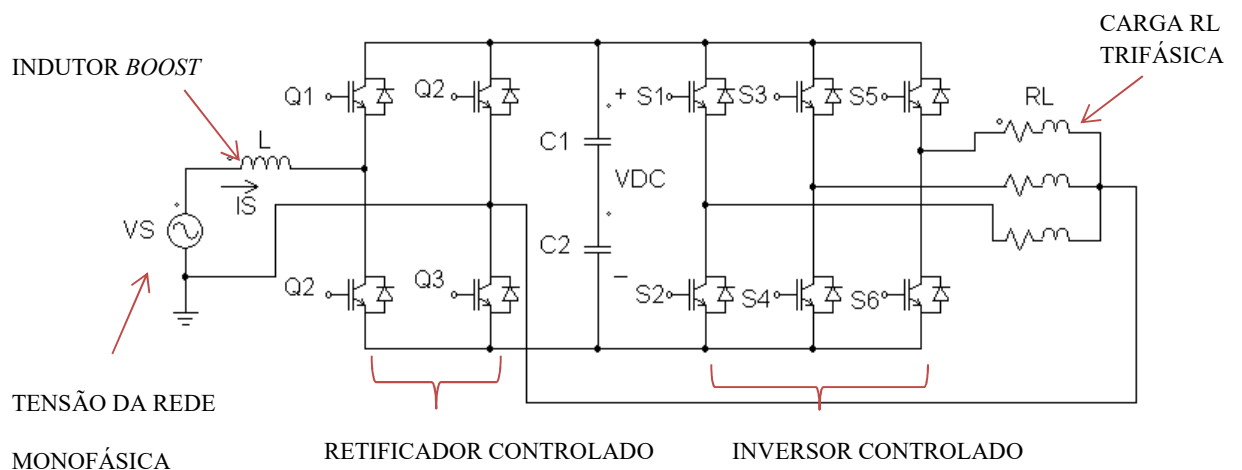 CARGA RL
TRIFÁSICA
INDUTOR BOOST
Q1
Q2
S1
S3
S5
RL
L
IS
C1
+
VDC
VS
C2
–
Q2
Q3
S2
S4
S6
TENSÃO DA REDE
MONOFÁSICA
RETIFICADOR CONTROLADO
INVERSOR CONTROLADO